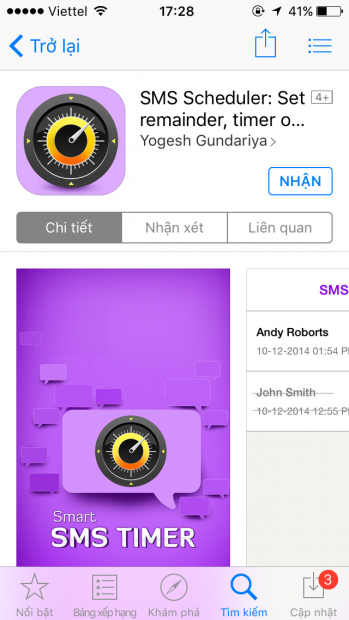 Viettel 17:28 41%
Trở lại
SMS Scheduler: Set 4+
remainder, timer o...
Yogesh Gundariya
NHẬN
Chi tiết Nhận xét Liên quan
SMS
Andy Roborts
10-12-2014 01:54 P
John Smith
10-12-2014 12:55 P
Smart
SMS TIMER
3
Nổi bật Bảng xếp hạng Khám phá Tìm kiếm Cập nhật